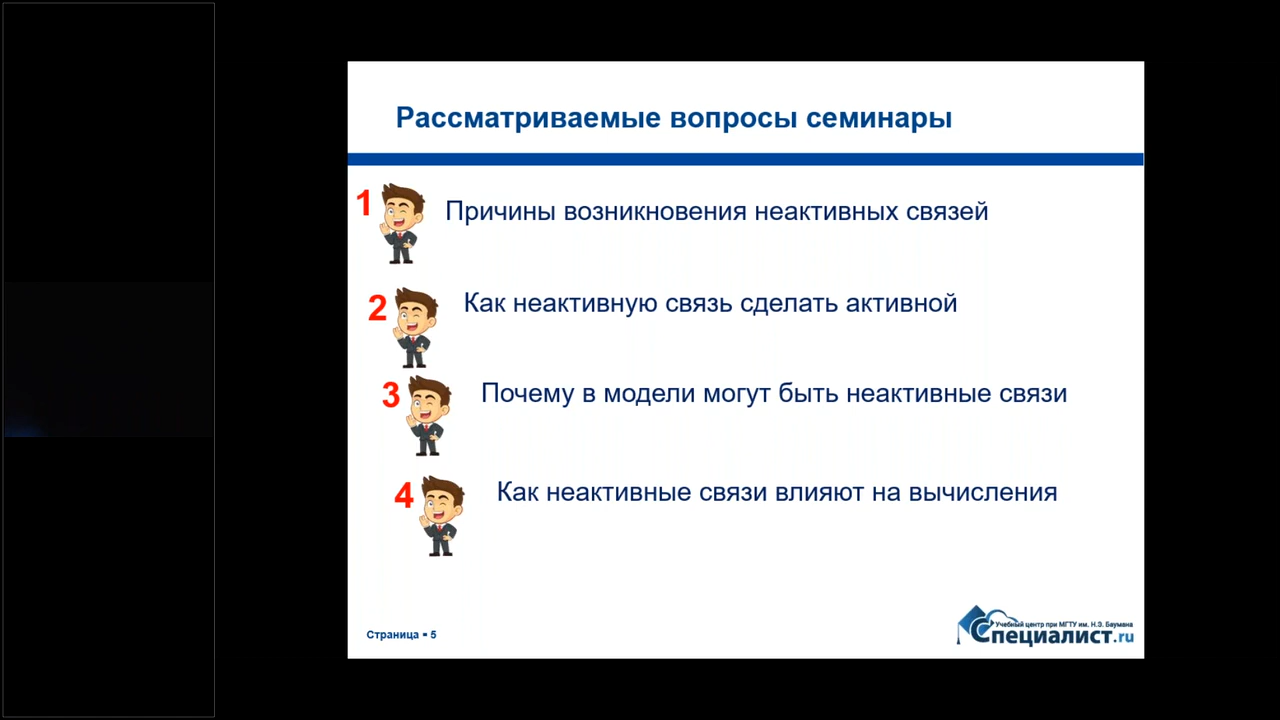 Рассматриваемые вопросы семинары
1
Причины возникновения неактивных связей
2
Как неактивную связь сделать активной
3
Почему в модели могут быть неактивные связи
4
Как неактивные связи влияют на вычисления
Страница ▪ 5
Учебный центр при МГТУ им. Н.Э. Баумана
Специалист.ru